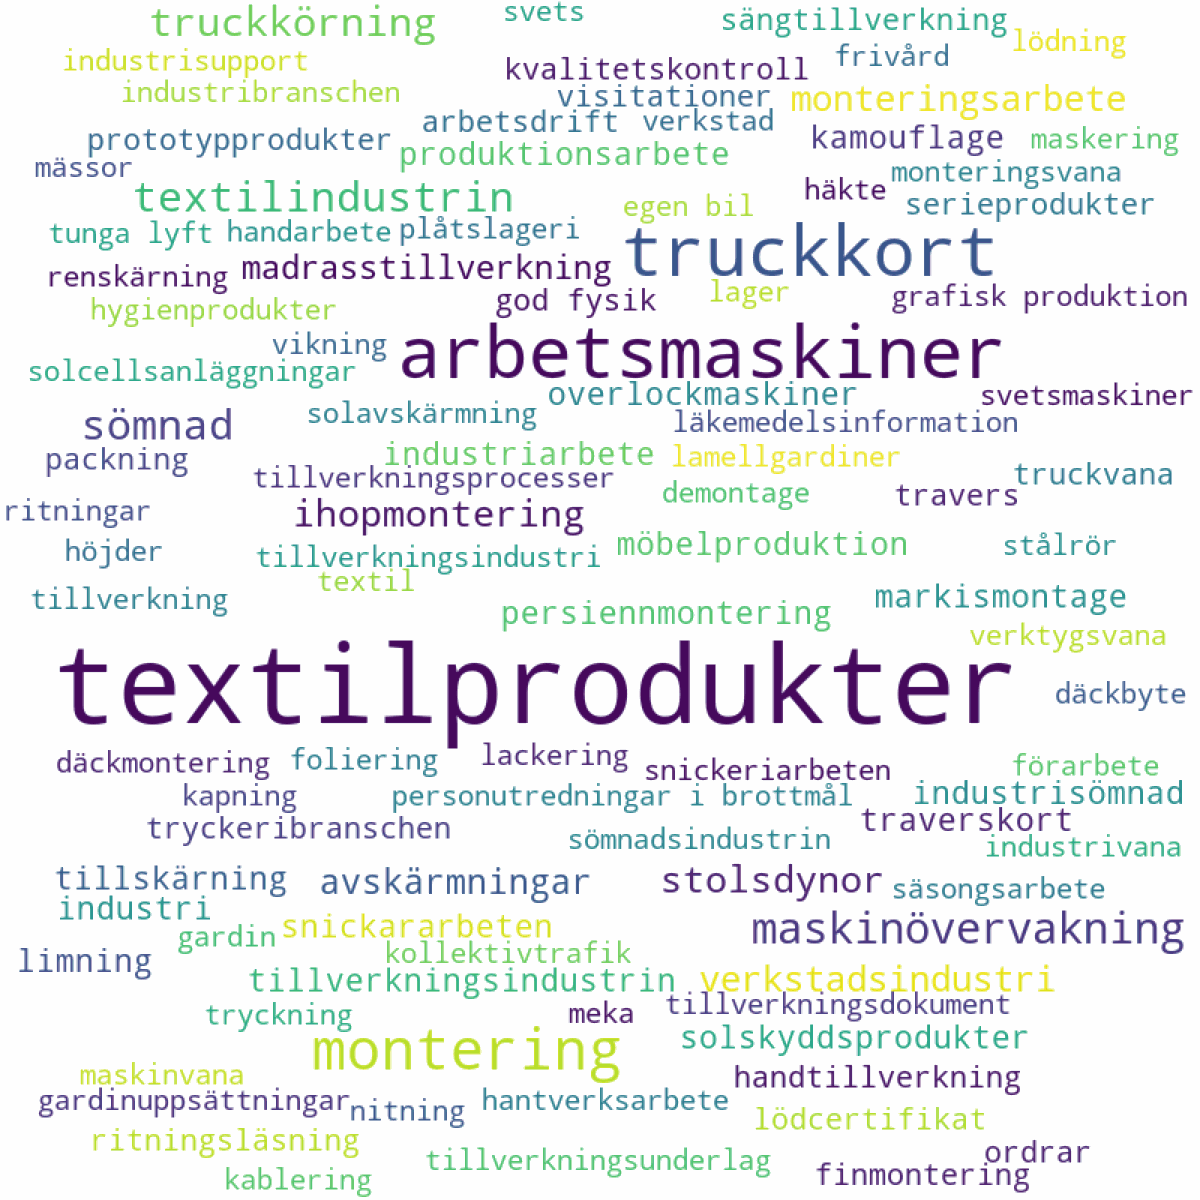 svets
truckkörning
sängtillverkning
lödning
frivård
industrisupport
kvalitetskontroll
industribranschen
visitationer
monteringsarbete
arbetsdrift
verkstad
prototypprodukter
kamouflage
maskering
produktionsarbete
mässor
monteringsvana
häkte
textilindustrin
egen bil
serieprodukter
tunga lyft
handarbete
plåtslageri
truckkort
renskärning
madrasstillverkning
lager
grafisk produktion
god fysik
hygienprodukter
vikning
arbetsmaskiner
solcellsanläggningar
overlockmaskiner
svetsmaskiner
solavskärmning
läkemedelsinformation
sömnad
industriarbete
lamellgardiner
packning
tillverkningsprocesser
truckvana
demontage
travers
ritningar
ihopmontering
höjder
möbelproduktion
stålrör
tillverkningsindustri
textil
tillverkning
markismontage
persiennmontering
verktygsvana
textilprodukter
däckbyte
däckmontering
foliering
lackering
snickeriarbeten
förarbete
kapning
personutredningar i brottmål
industrisömnad
tryckeribranschen
traverskort
sömnadsindustrin
industrivana
tillskärning
avskärmningar
stolsdynor
säsongsarbete
industri
gardin
snickararbeten
maskinövervakning
limning
kollektivtrafik
tillverkningsindustrin
verkstadsindustri
tryckning
meka
tillverkningsdokument
montering
solskyddsprodukter
maskinvana
handtillverkning
gardinuppsättningar
nitning
hantverksarbete
lödcertifikat
ritningsläsning
ordrar
tillverkningsunderlag
kablering
finmontering